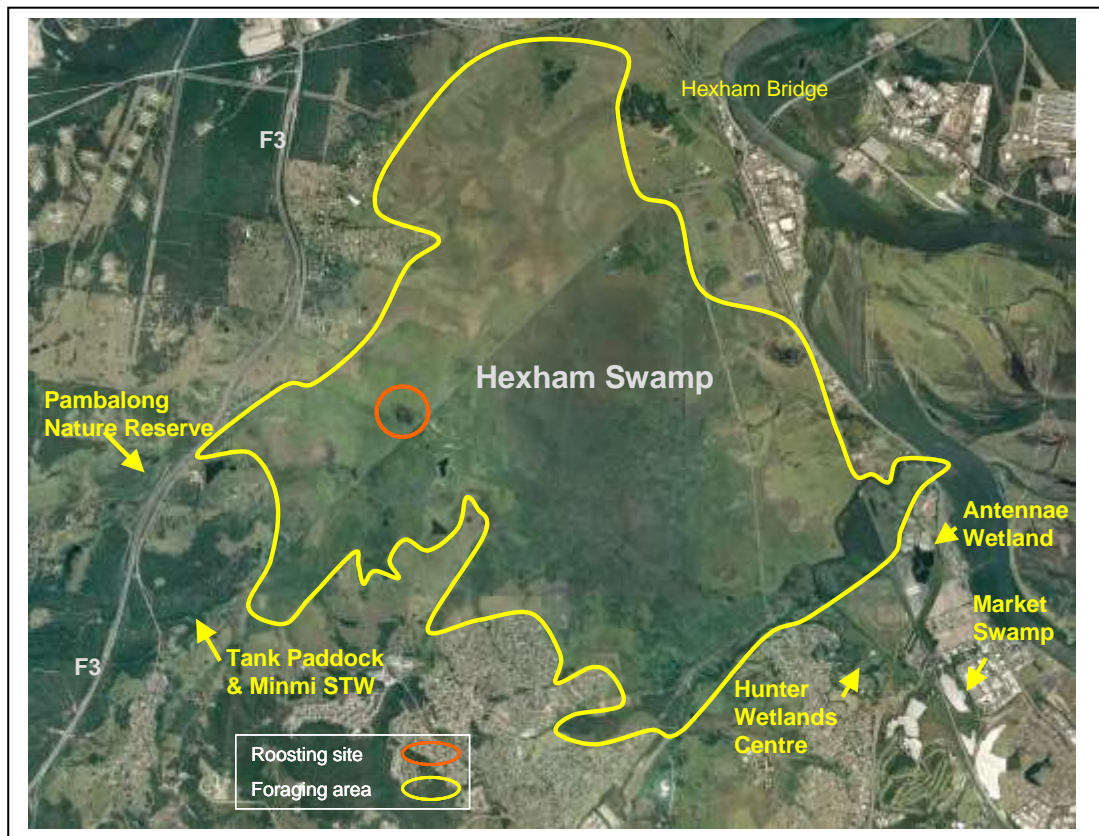 Hexham Bridge
F3
Hexham Swamp
Pambalong
Nature Reserve
Antennae
Wetland
Market
Swamp
Tank Paddock
& Minmi STW
F3
Hunter
Wetlands
Centre
Roosting site
Foraging area